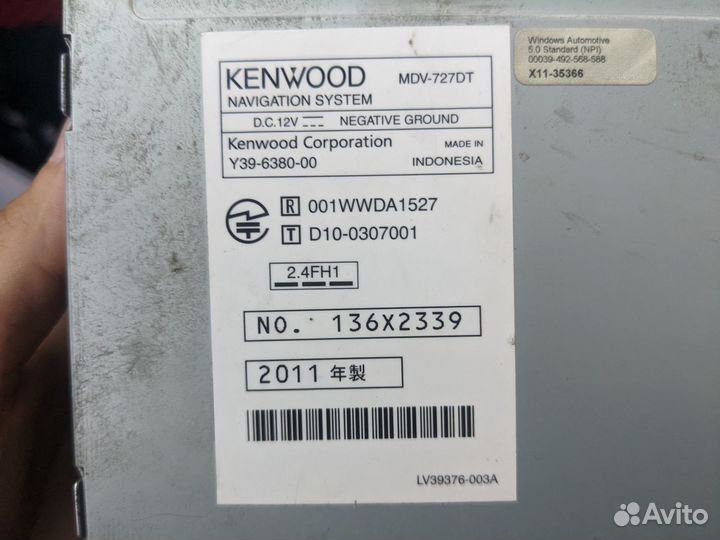 Windows Automotive
5.0 Standard (NPI)
00039-492-568-588
X11-35366
KENWOOD MDV-727DT
NAVIGATION SYSTEM
D.C.12V NEGATIVE GROUND
Kenwood Corporation MADE IN
Y39-6380-00 INDONESIA
R 001WWDA1527
T D10-0307001
2.4FH1
NO. 136X2339
2011 年製
LV39376-003A
Avito